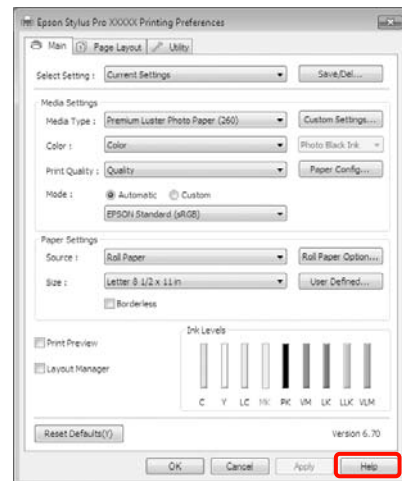 Epson Stylus Pro XXXXX Printing Preferences
Main Page Layout Utility
Select Setting : Current Settings Save/Del...
Media Settings
Media Type : Premium Luster Photo Paper (260) Custom Settings...
Color : Color Photo Black Ink
Print Quality : Quality Paper Config...
Mode : Automatic Custom
EPSON Standard (sRGB)
Paper Settings
Source : Roll Paper Roll Paper Option...
Size : Letter 8 1/2 x 11 in User Defined...
Borderless
Print Preview
Layout Manager
Ink Levels
C Y LC MK PK VM LK LLK VLM
Reset Defaults(Y) Version 6.70
OK Cancel Apply Help